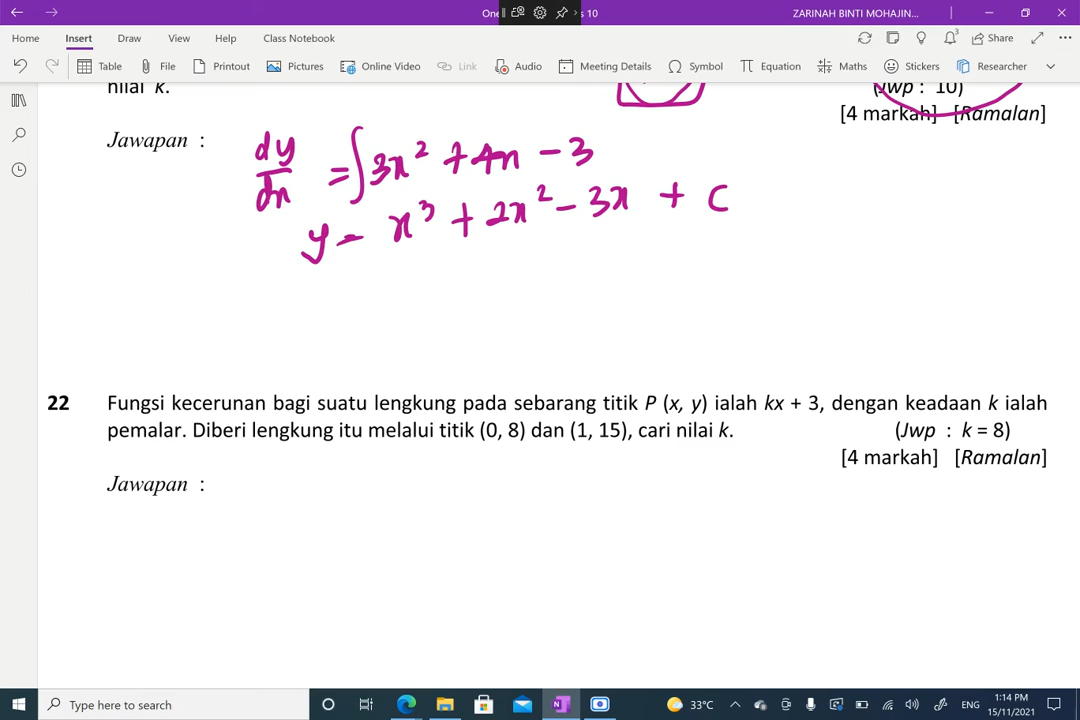 One
s 10
ZARINAH BINTI MOHAJIN...
Home Insert Draw View Help Class Notebook Share
Table File Printout Pictures Online Video Link Audio Meeting Details Symbol Equation Maths Stickers Researcher
nilai k.
(Jwp : 10)
[4 markah] [Ramalan]
Jawapan :
dy/dx = ∫3x² + 4x - 3
y = x³ + 2x² - 3x + C
22 Fungsi kecerunan bagi suatu lengkung pada sebarang titik P (x, y) ialah kx + 3, dengan keadaan k ialah
pemalar. Diberi lengkung itu melalui titik (0, 8) dan (1, 15), cari nilai k. (Jwp : k = 8)
[4 markah] [Ramalan]
Jawapan :
Type here to search
33°C
ENG
1:14 PM
15/11/2021